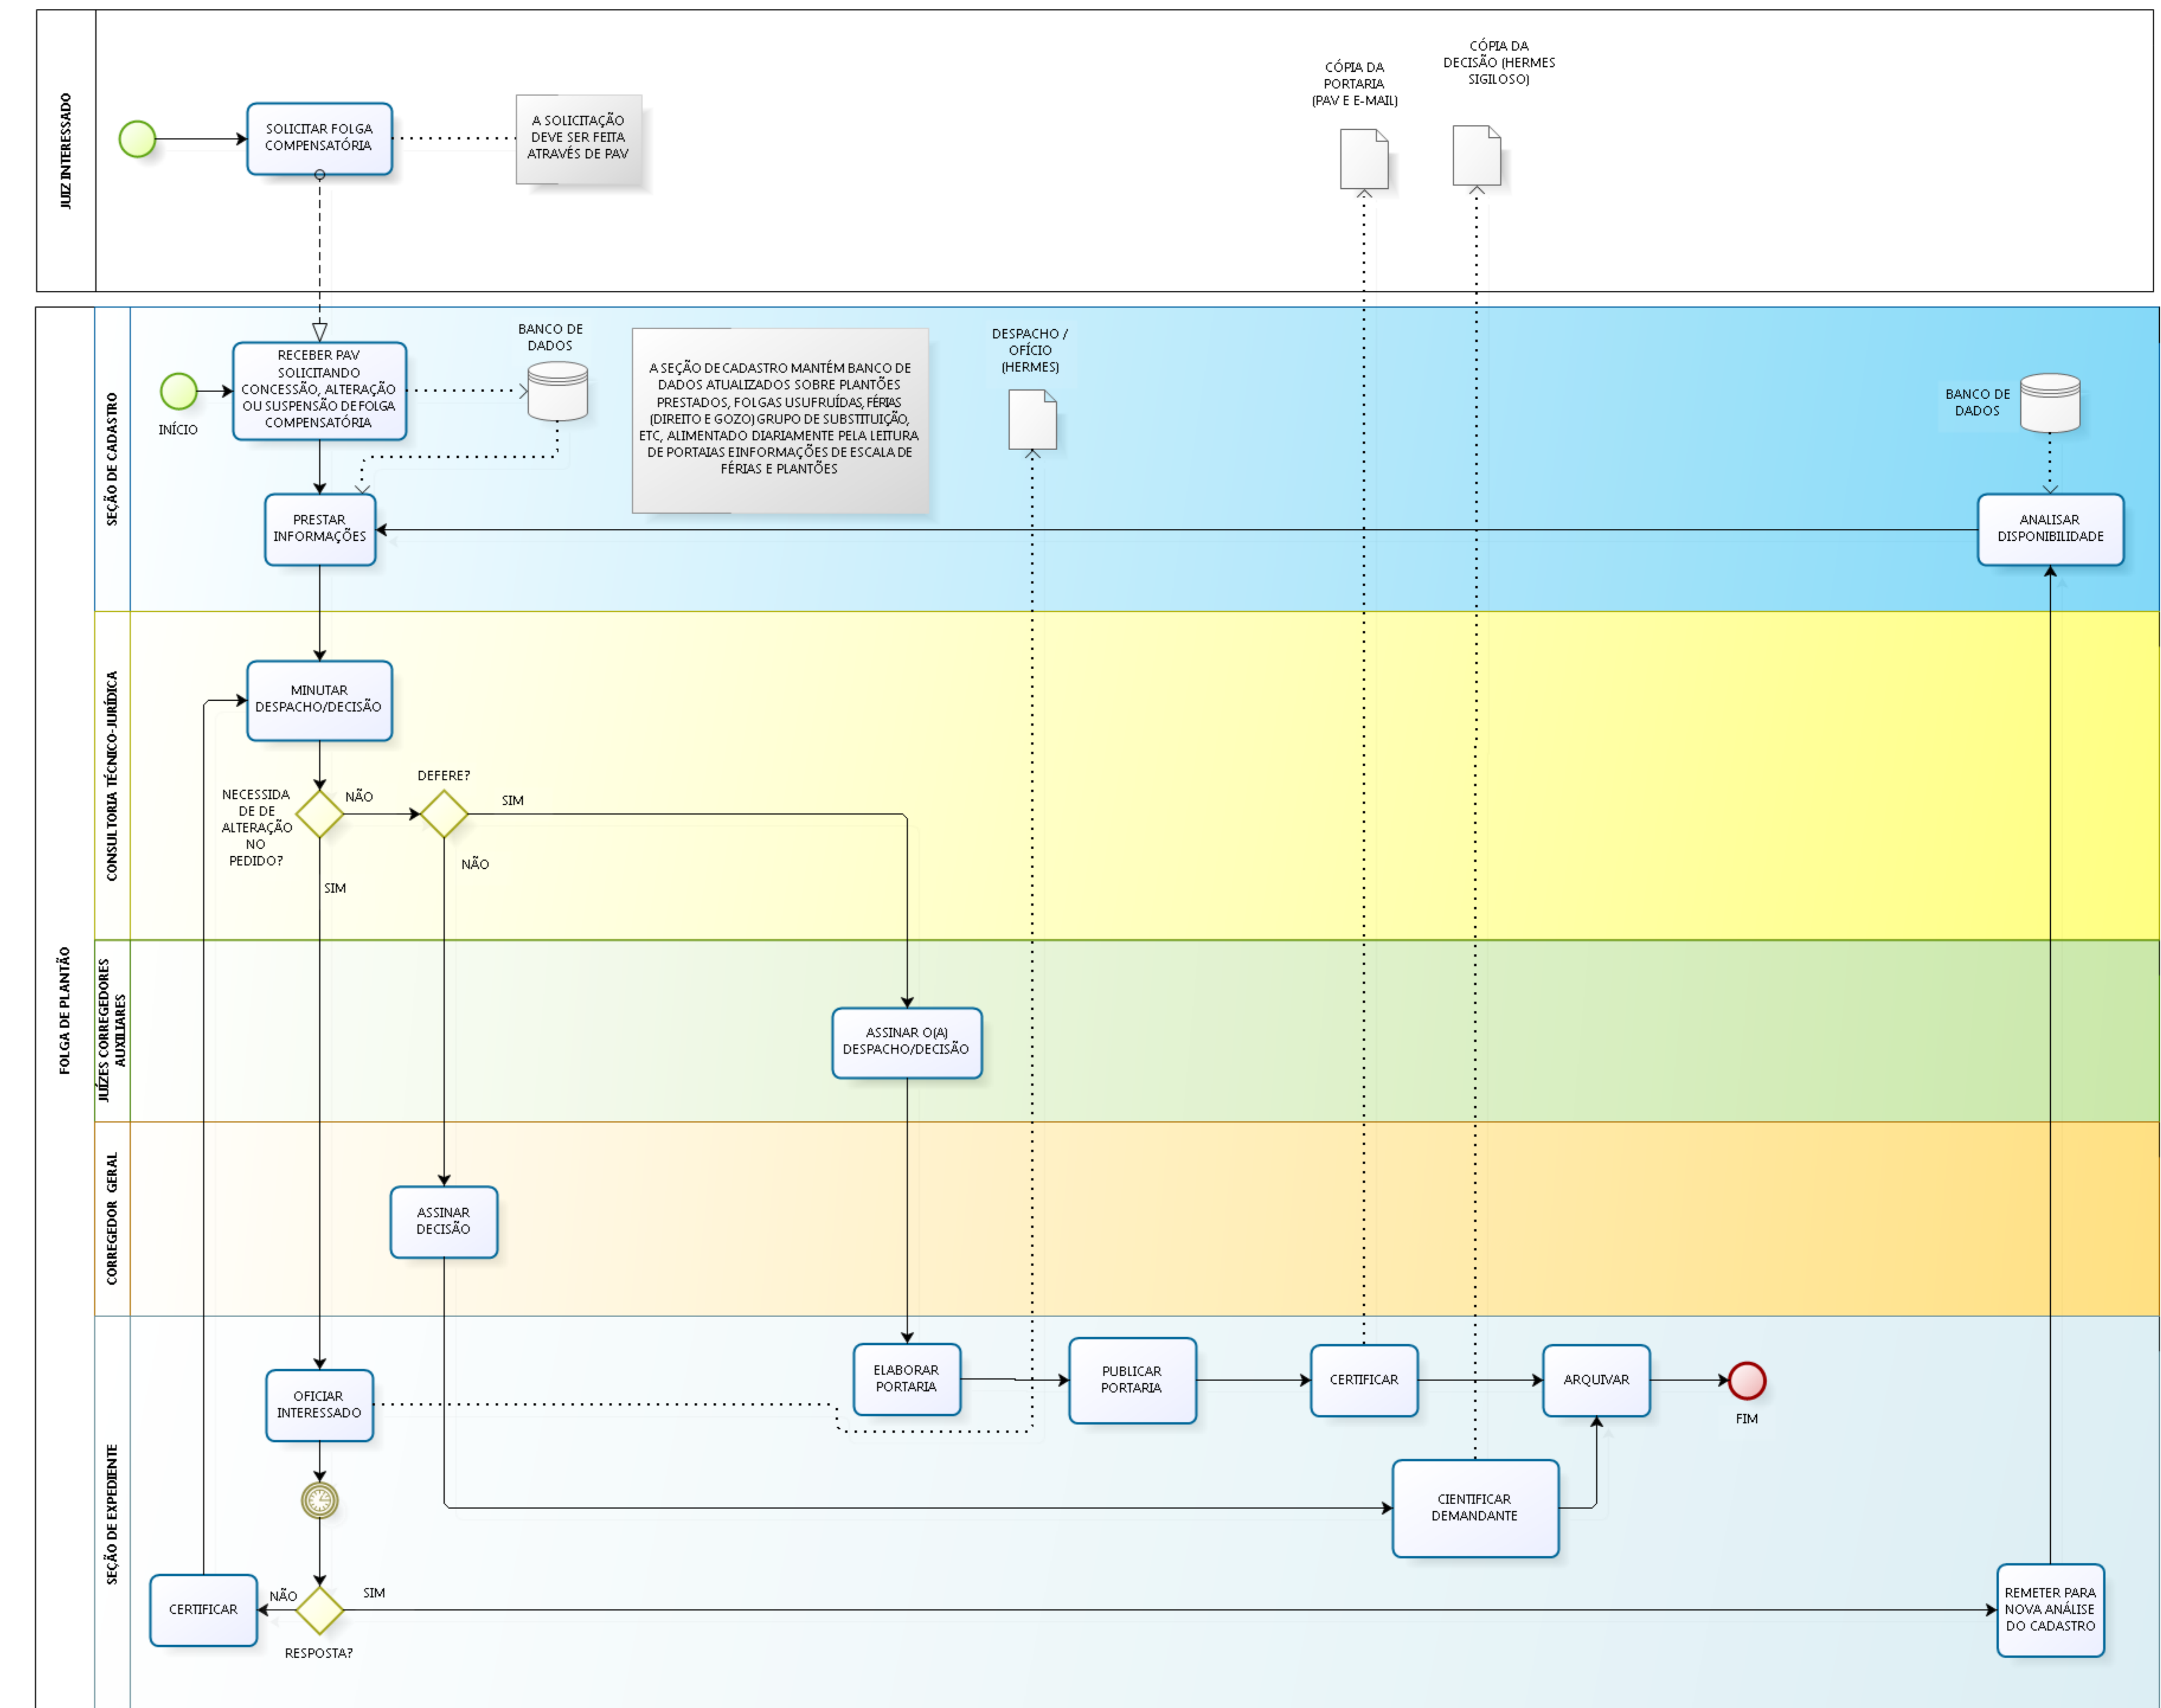 JUIZ INTERESSADO
SOLICITAR FOLGA
COMPENSATÓRIA
A SOLICITAÇÃO
DEVE SER FEITA
ATRAVÉS DE PAV
CÓPIA DA
PORTARIA
(PAV E E-MAIL)
CÓPIA DA
DECISÃO (HERMES
SIGILOSO)
FOLGA DE PLANTÃO
SEÇÃO DE CADASTRO
INÍCIO
RECEBER PAV
SOLICITANDO
CONCESSÃO, ALTERAÇÃO
OU SUSPENSÃO DE FOLGA
COMPENSATÓRIA
BANCO DE
DADOS
A SEÇÃO DE CADASTRO MANTÉM BANCO DE
DADOS ATUALIZADOS SOBRE PLANTÕES
PRESTADOS, FOLGAS USUFRUÍDAS, FÉRIAS
(DIREITO E GOZO) GRUPO DE SUBSTITUIÇÃO,
ETC, ALIMENTADO DIARIAMENTE PELA LEITURA
DE PORTAIAS E INFORMAÇÕES DE ESCALA DE
FÉRIAS E PLANTÕES
DESPACHO /
OFÍCIO
(HERMES)
BANCO DE
DADOS
PRESTAR
INFORMAÇÕES
ANALISAR
DISPONIBILIDADE
CONSULTORIA TÉCNICO-JURÍDICA
MINUTAR
DESPACHO/DECISÃO
NECESSIDA
DE DE
ALTERAÇÃO
NO
PEDIDO?
NÃO
DEFERE?
SIM
NÃO
SIM
JUÍZES CORREGEDORES
AUXILIARES
ASSINAR O(A)
DESPACHO/DECISÃO
CORREGEDOR GERAL
ASSINAR
DECISÃO
SEÇÃO DE EXPEDIENTE
OFICIAR
INTERESSADO
ELABORAR
PORTARIA
PUBLICAR
PORTARIA
CERTIFICAR
ARQUIVAR
FIM
CIENTIFICAR
DEMANDANTE
CERTIFICAR
NÃO
SIM
RESPOSTA?
REMETER PARA
NOVA ANÁLISE
DO CADASTRO